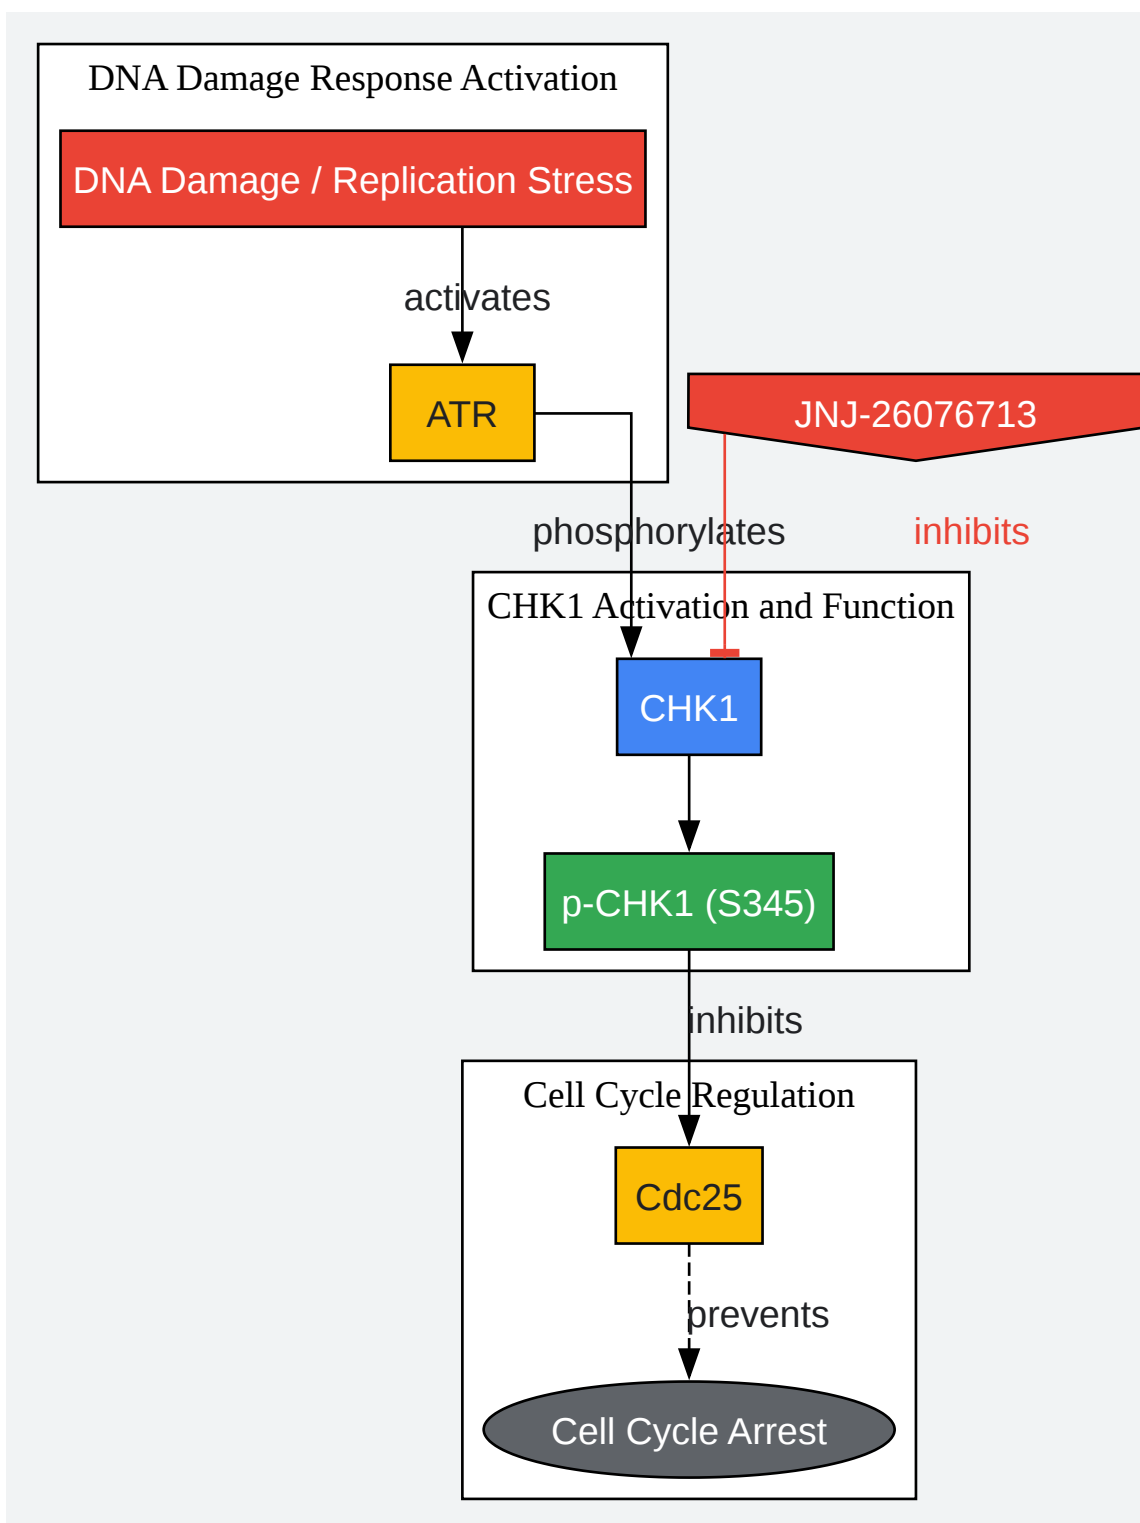 DNA Damage Response Activation
DNA Damage / Replication Stress
activates
ATR
JNJ-26076713
phosphorylates
inhibits
CHK1 Activation and Function
CHK1
p-CHK1 (S345)
inhibits
Cell Cycle Regulation
Cdc25
prevents
Cell Cycle Arrest